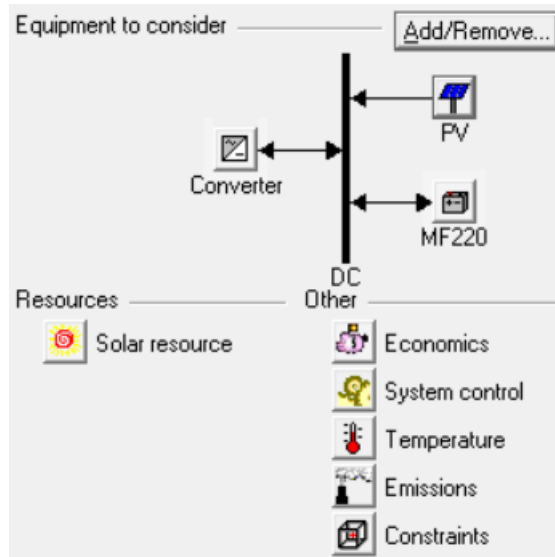 Equipment to consider
Add/Remove...
PV
Converter
MF220
DC
Resources
Other
Solar resource
Economics
System control
Temperature
Emissions
Constraints